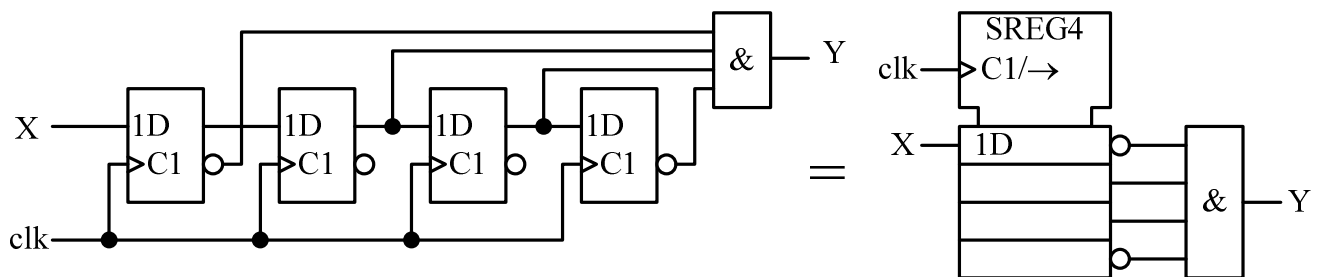 SREG4
clk C1/→
X 1D
& Y
=
& Y
X 1D 1D 1D 1D
C1 C1 C1 C1
clk